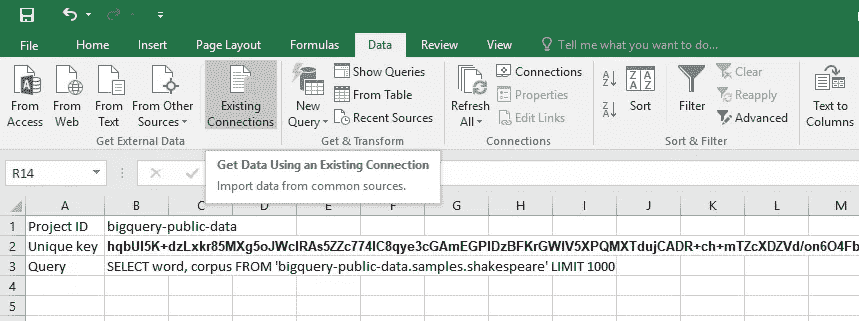 File Home Insert Page Layout Formulas Data Review View Tell me what you want to do...
From Access
From Web
From Text
From Other Sources
Existing Connections
New Query
Show Queries
From Table
Recent Sources
Refresh All
Connections
Properties
Edit Links
Sort
Filter
Clear
Reapply
Advanced
Text to Columns
Get External Data Get & Transform Connections Sort & Filter
Get Data Using an Existing Connection
Import data from common sources.
R14
A B C D E F G H I J K L M
1 Project ID bigquery-public-data
2 Unique key hqbUI5K+dzLxkr85MXg5oJWcIRAs5ZZc774IC8qye3cGAmEGPIDzBFKrGWIV5XPQMXTdujCADR+ch+mTZcXDZVd/on6O4Fb
3 Query SELECT word, corpus FROM 'bigquery-public-data.samples.shakespeare' LIMIT 1000
4
5